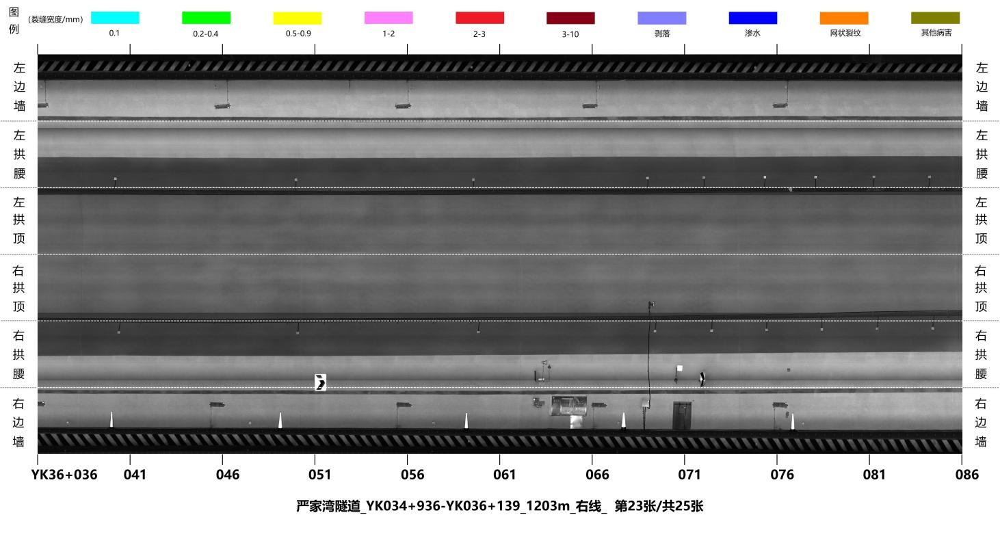 图例 (裂缝宽度/mm) 0.1 0.2-0.4 0.5-0.9 1-2 2-3 3-10 剥落 渗水 网状裂纹 其他病害
左边墙 左边墙
左拱腰 左拱腰
左拱顶 左拱顶
右拱顶 右拱顶
右拱腰 右拱腰
右边墙 右边墙
YK36+036 041 046 051 056 061 066 071 076 081 086
严家湾隧道_YK034+936-YK036+139_1203m_右线_ 第23张/共25张